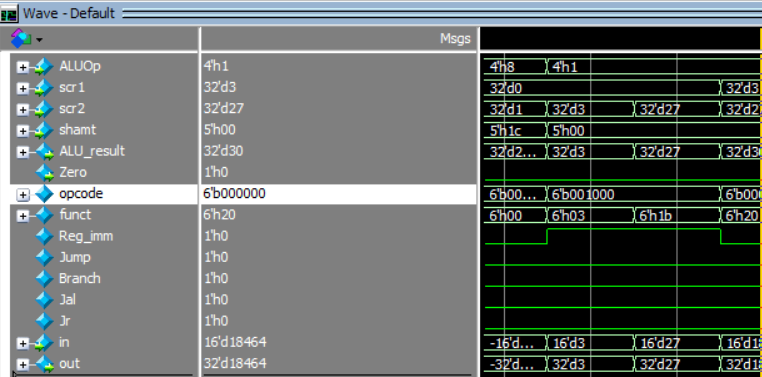 Wave - Default
Msgs
ALUOp 4'h1 4'h8 4'h1
scr1 32'd3 32'd0 32'd3
scr2 32'd27 32'd1 32'd3 32'd27 32'd2
shamt 5'h00 5'h1c 5'h00
ALU_result 32'd30 32'd2... 32'd3 32'd27 32'd3
Zero 1'h0
opcode 6'b000000 6'b00... 6'b001000 6'b00
funct 6'h20 6'h00 6'h03 6'h1b 6'h20
Reg_imm 1'h0
Jump 1'h0
Branch 1'h0
Jal 1'h0
Jr 1'h0
in 16'd18464 -16'd... 16'd3 16'd27 16'd1
out 32'd18464 -32'd... 32'd3 32'd27 32'd1